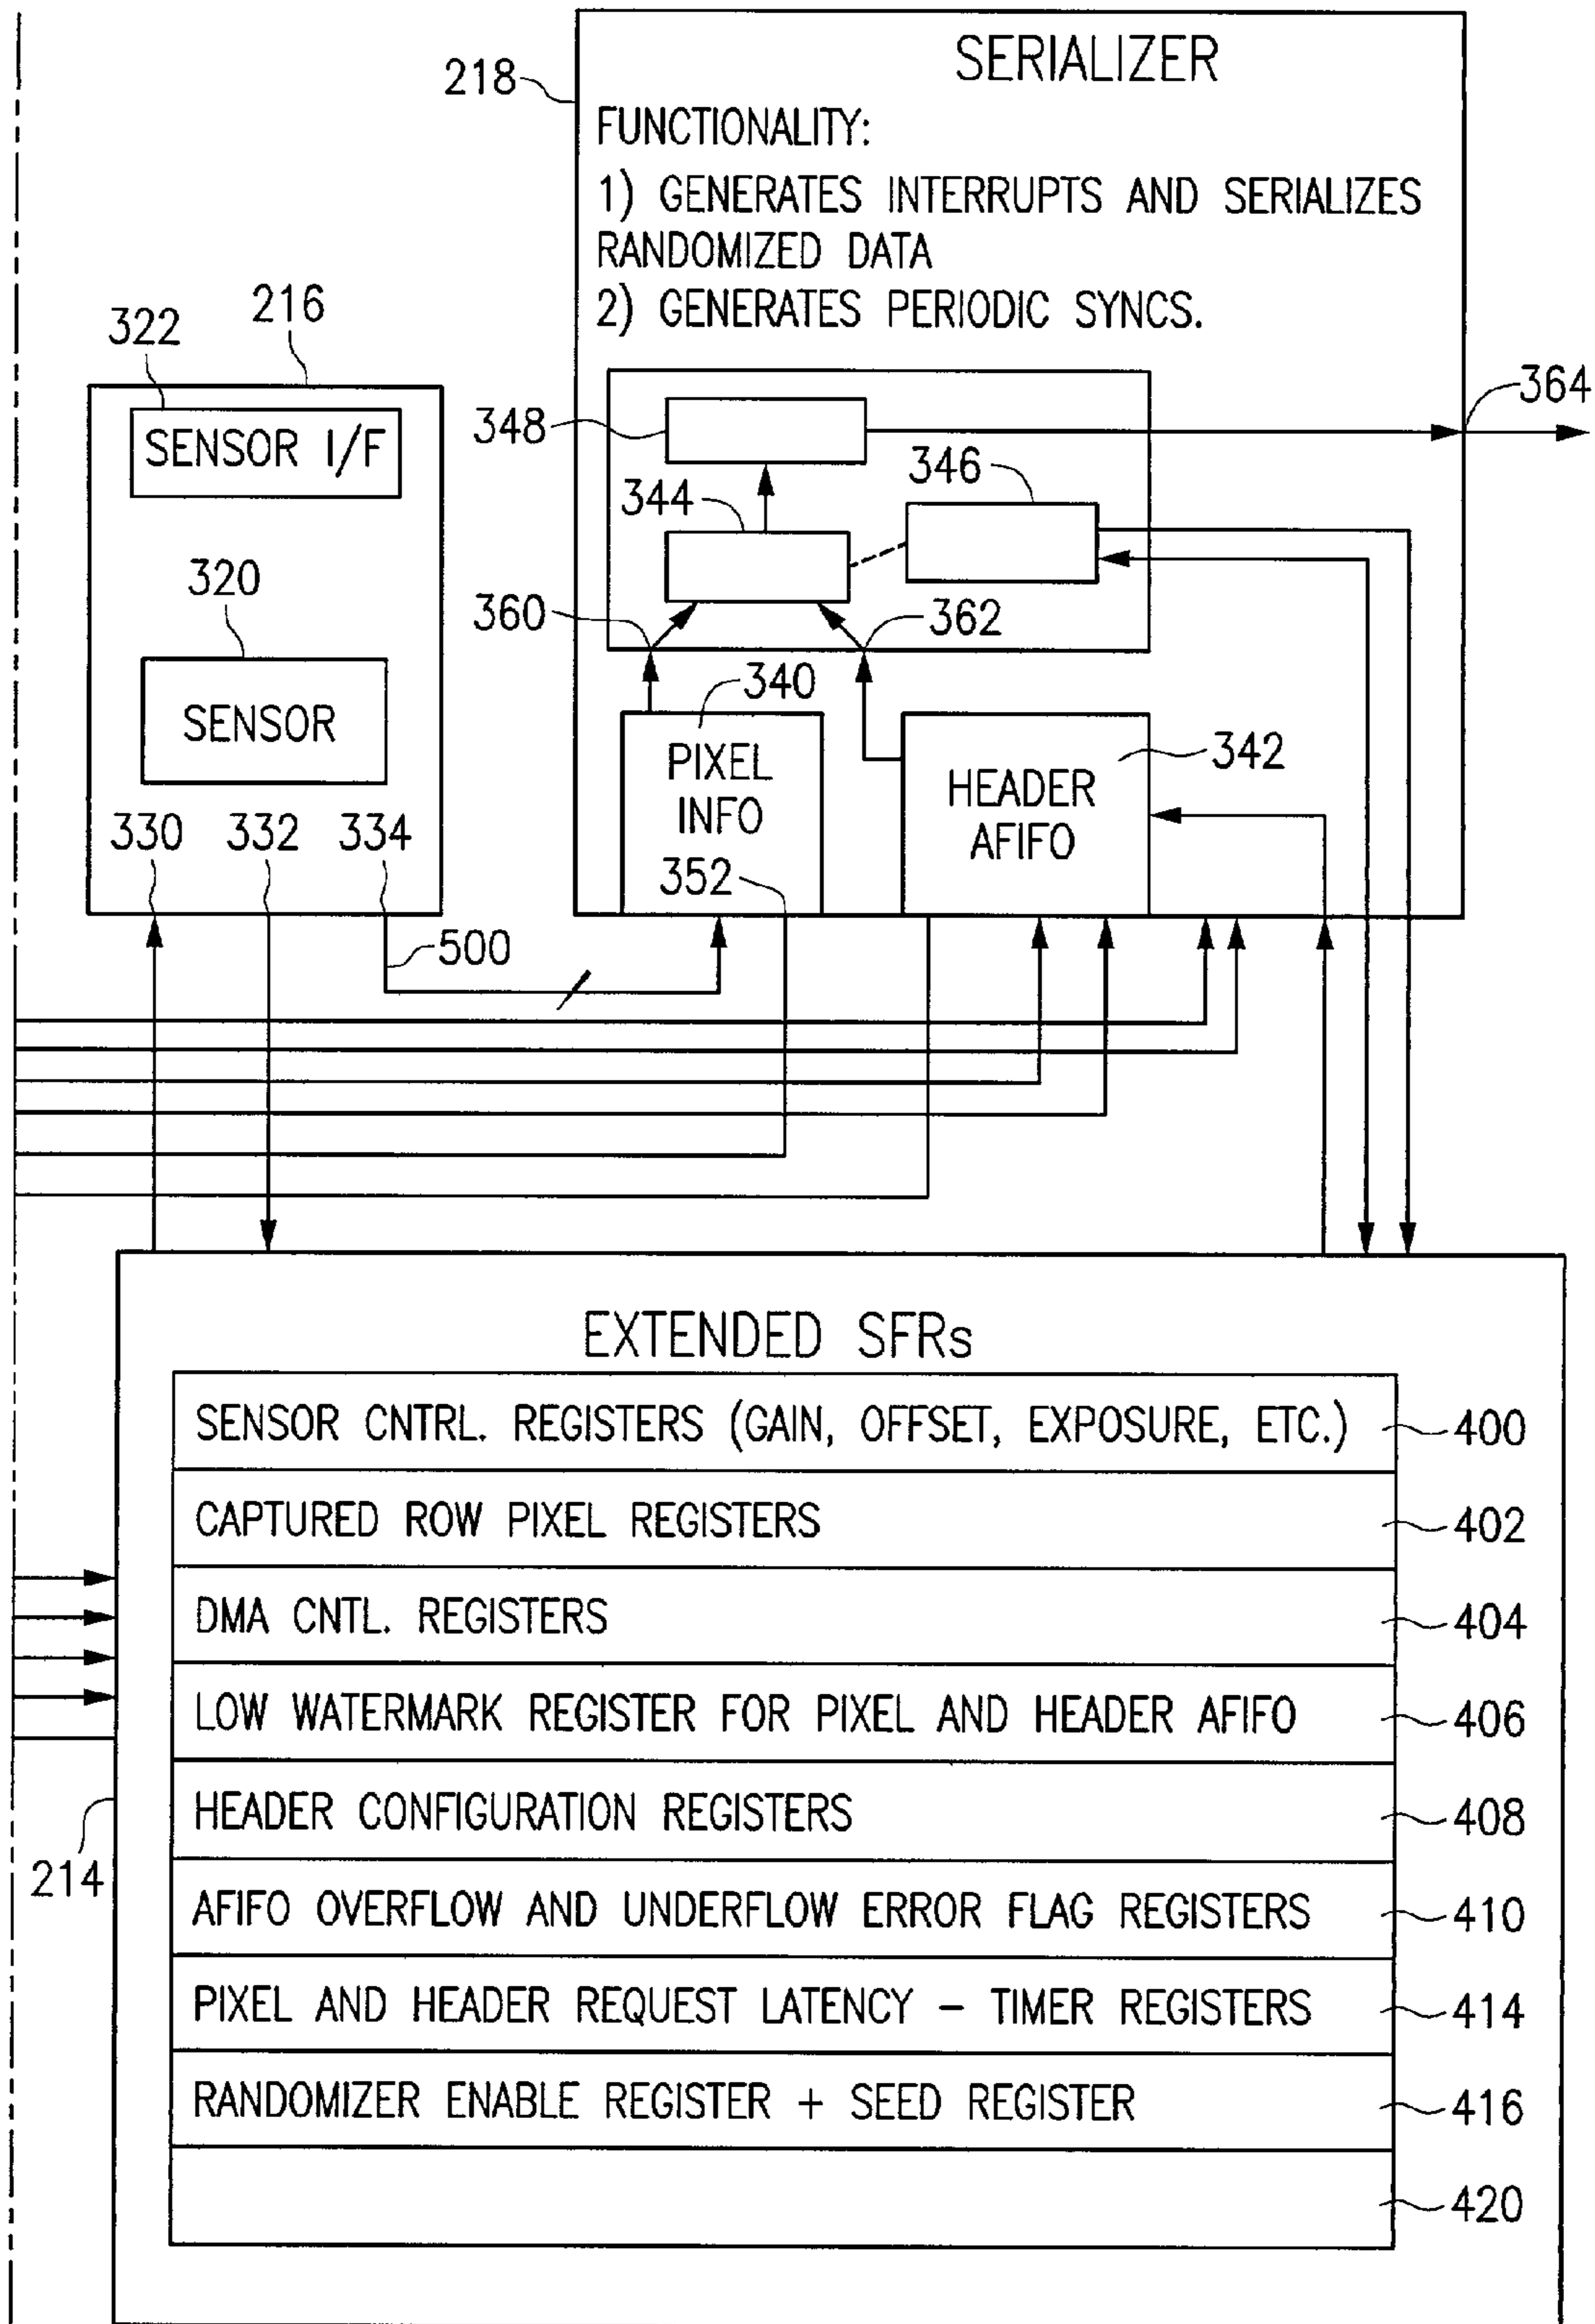 SERIALIZER
218
FUNCTIONALITY:
1) GENERATES INTERRUPTS AND SERIALIZES
RANDOMIZED DATA
2) GENERATES PERIODIC SYNCS.
216
322
SENSOR I/F
320
SENSOR
330 332 334
500
364
348
346
344
360
362
340
PIXEL
INFO
352
342
HEADER
AFIFO
EXTENDED SFRs
SENSOR CNTRL. REGISTERS (GAIN, OFFSET, EXPOSURE, ETC.) 400
CAPTURED ROW PIXEL REGISTERS 402
DMA CNTL. REGISTERS 404
LOW WATERMARK REGISTER FOR PIXEL AND HEADER AFIFO 406
HEADER CONFIGURATION REGISTERS 408
214
AFIFO OVERFLOW AND UNDERFLOW ERROR FLAG REGISTERS 410
PIXEL AND HEADER REQUEST LATENCY – TIMER REGISTERS 414
RANDOMIZER ENABLE REGISTER + SEED REGISTER 416
420